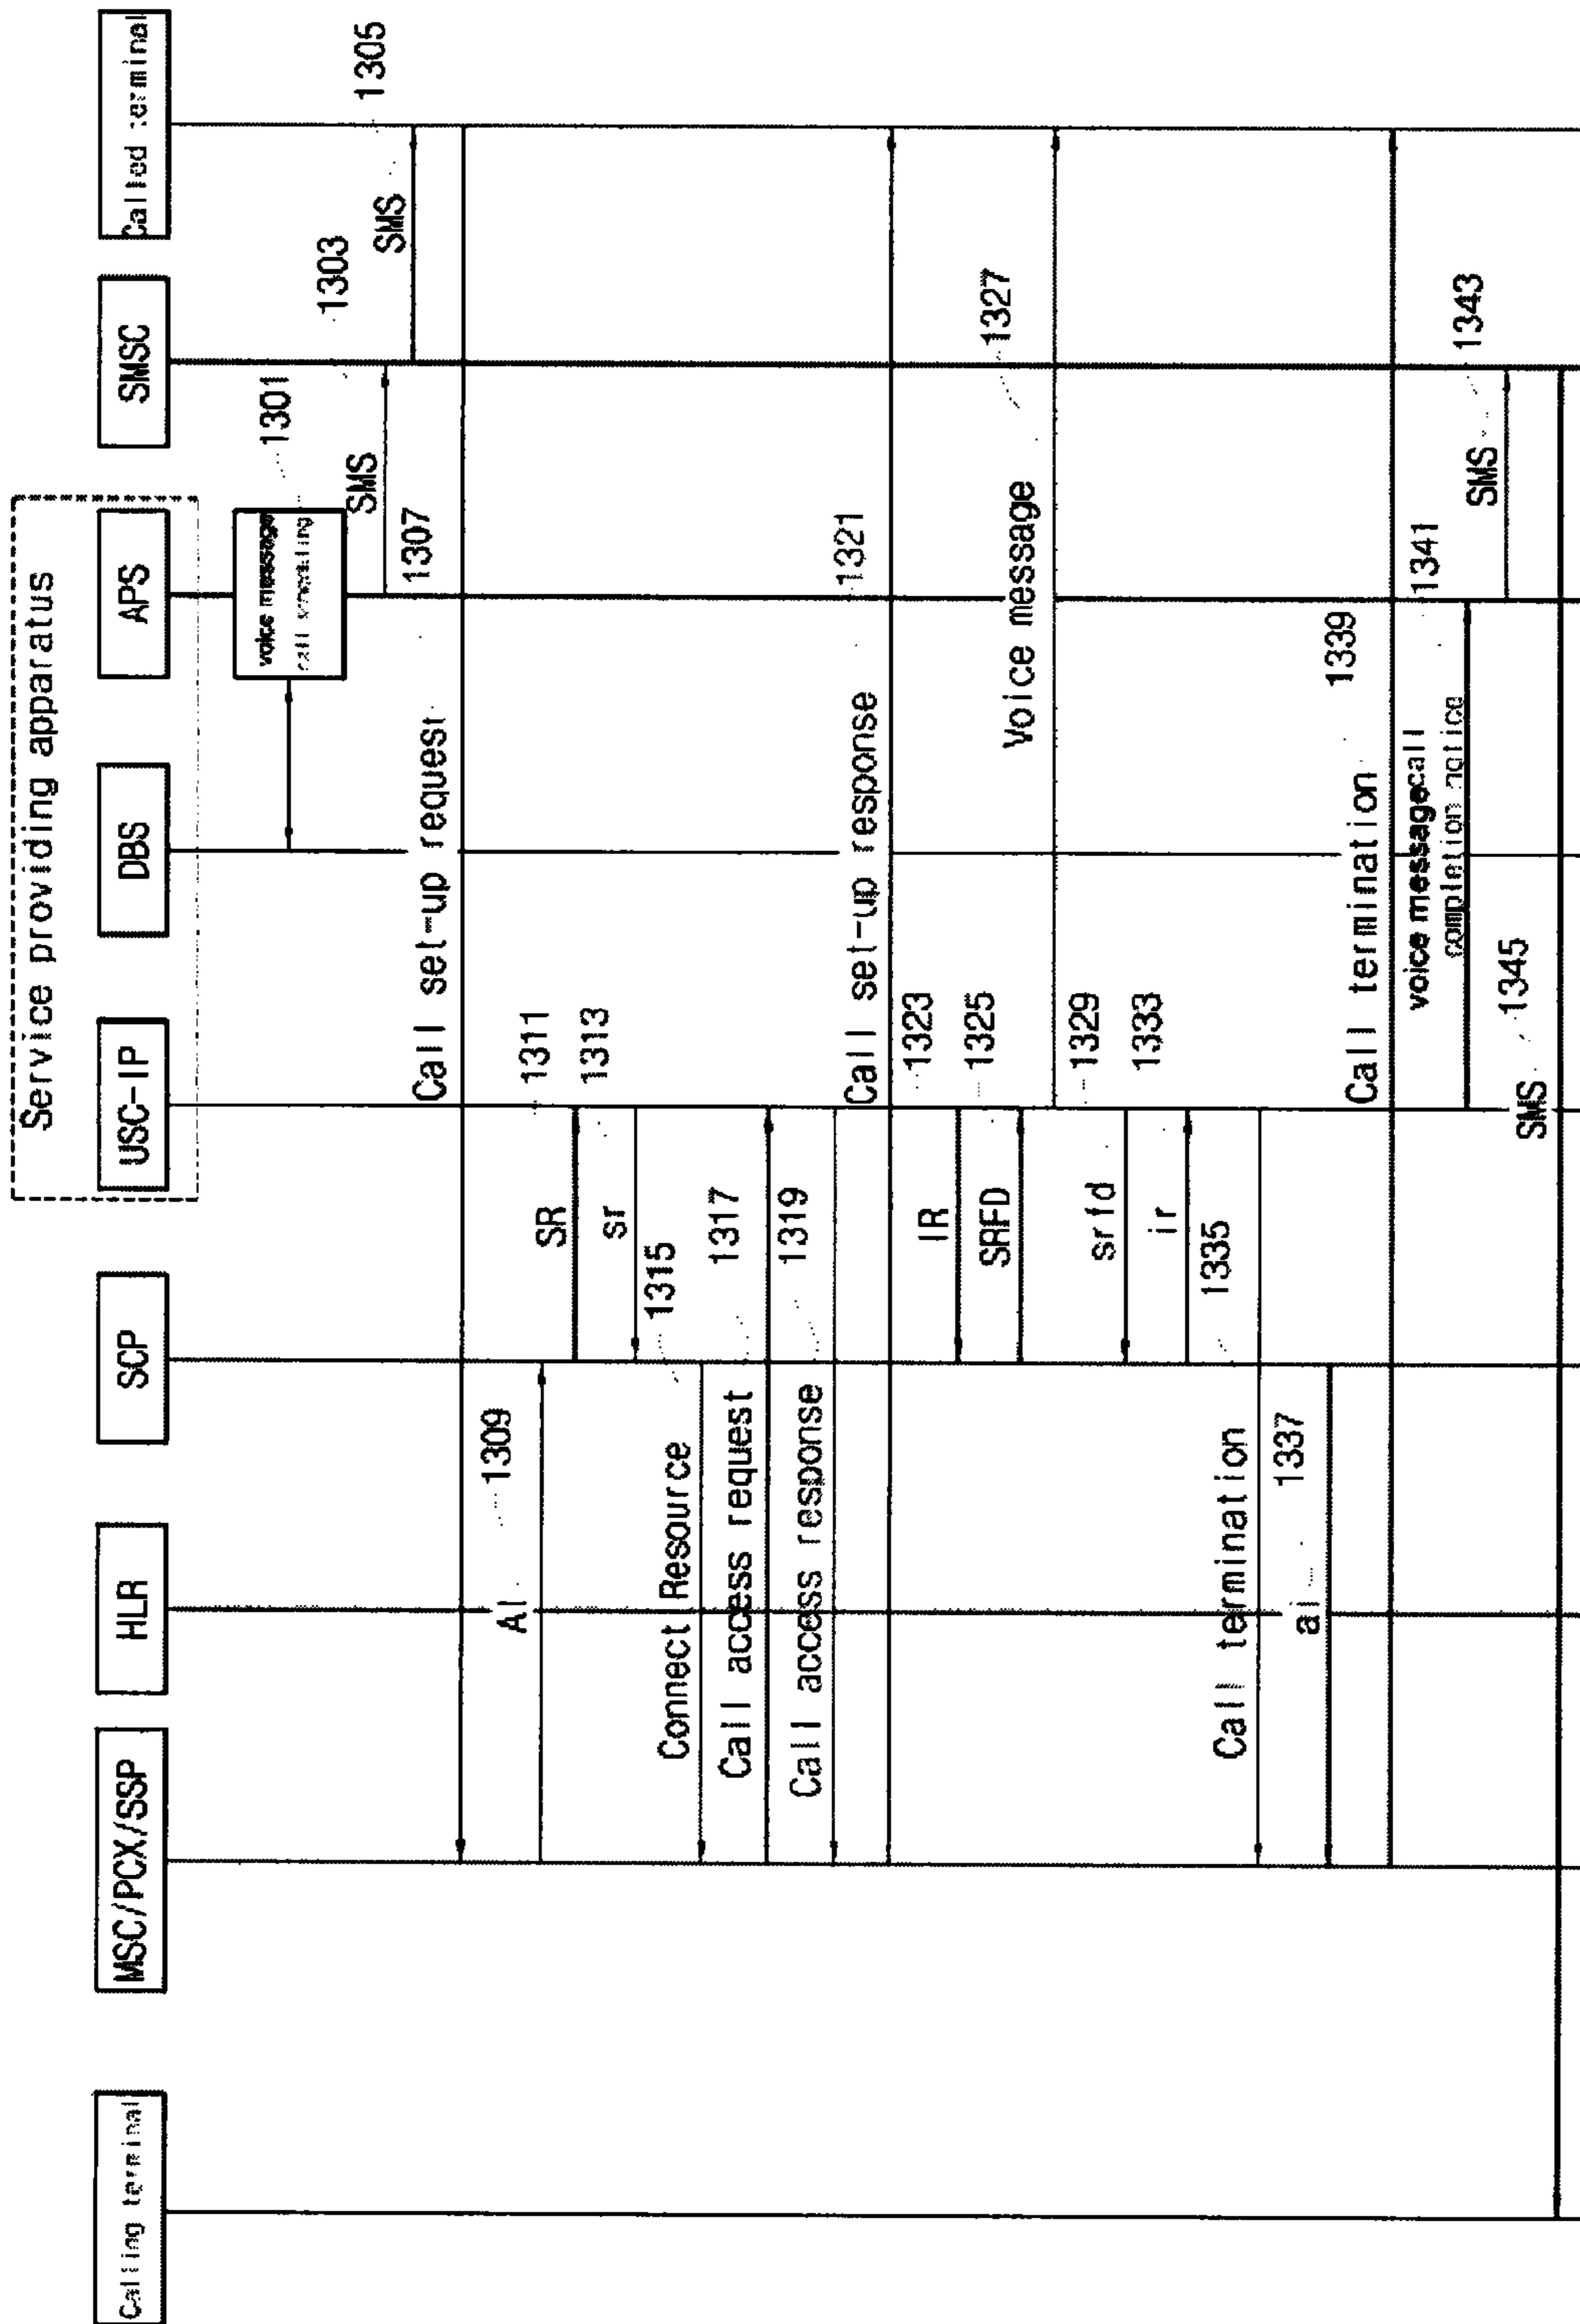 Service providing apparatus
Calling terminal
MSC/PCX/SSP
HLR
SCP
USC-IP
DBS
APS
SMSC
Called terminal
voice message
call
1301
SMS
1303
SMS
1305
Call set-up request
1307
AI
1309
SR
1311
sr
1313
Connect Resource
1315
Call access request
1317
Call access response
1319
Call set-up response
1321
IR
1323
SRFD
1325
Voice message
1327
srfd
1329
ir
1333
Call termination
1335
ai
1337
Call termination
1339
voice message call
completion notice
1341
SMS
1343
SMS
1345